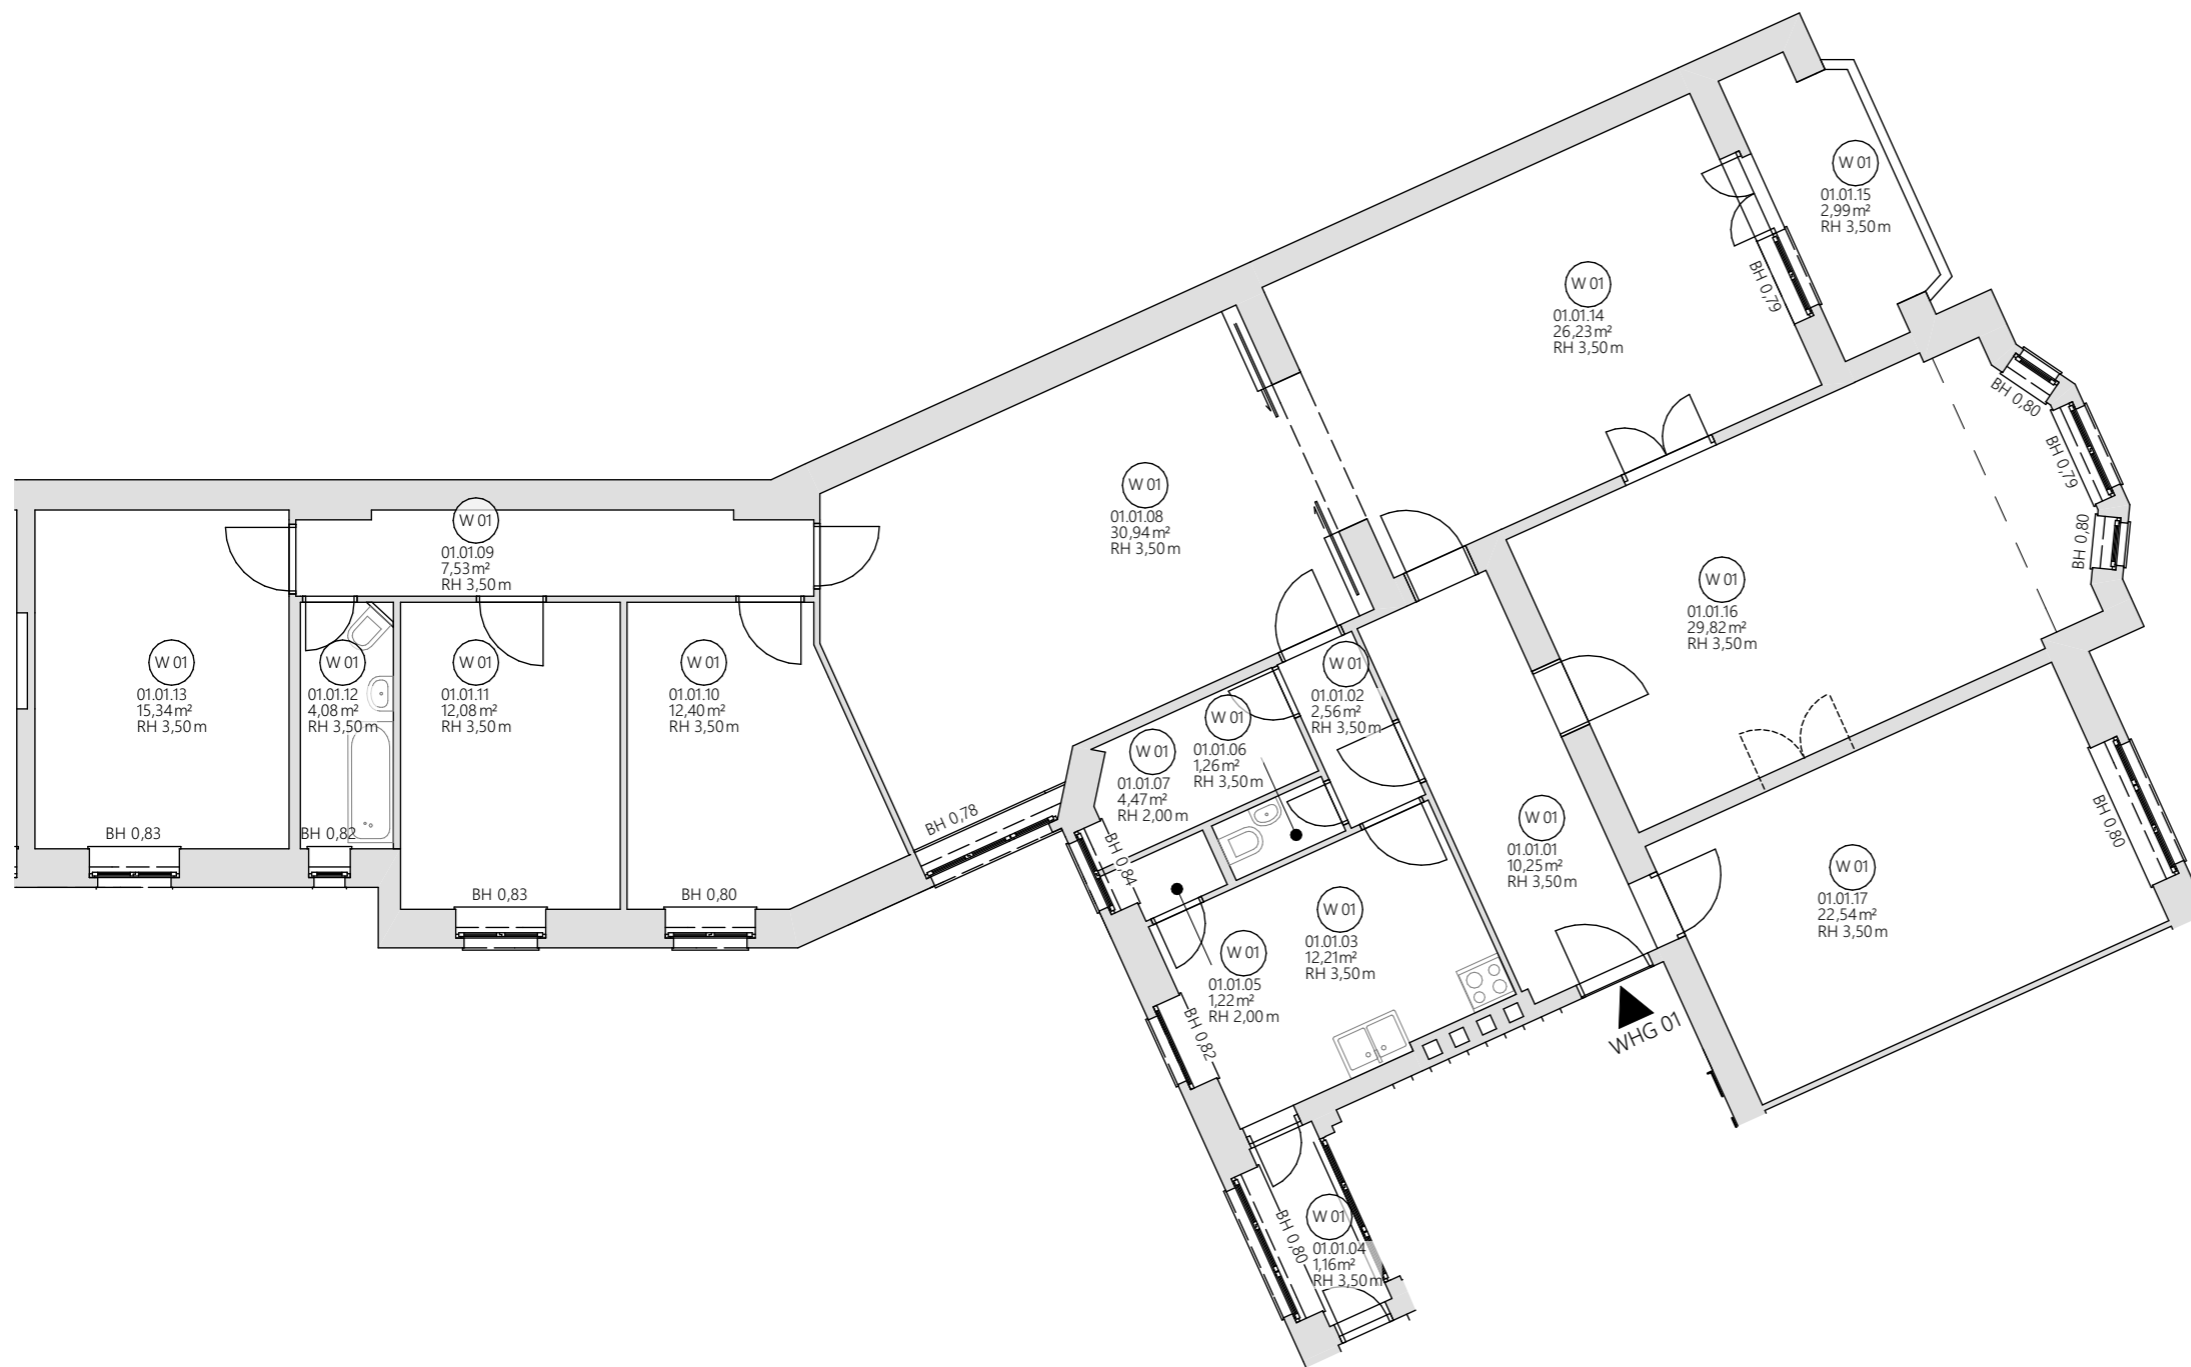 W 01
01.01.15
2,99 m²
RH 3,50 m
W 01
01.01.14
26,23 m²
RH 3,50 m
BH 0,79
BH 0,80
BH 0,79
BH 0,80
W 01
01.01.08
30,94 m²
RH 3,50 m
W 01
01.01.09
7,53 m²
RH 3,50 m
W 01
01.01.16
29,82 m²
RH 3,50 m
W 01
01.01.13
15,34 m²
RH 3,50 m
W 01
01.01.12
4,08 m²
RH 3,50 m
W 01
01.01.11
12,08 m²
RH 3,50 m
W 01
01.01.10
12,40 m²
RH 3,50 m
W 01
01.01.02
2,56 m²
RH 3,50 m
W 01
01.01.06
1,26 m²
RH 3,50 m
W 01
01.01.07
4,47 m²
RH 2,00 m
BH 0,83
BH 0,82
BH 0,83
BH 0,80
BH 0,78
BH 0,84
W 01
01.01.01
10,25 m²
RH 3,50 m
BH 0,80
W 01
01.01.17
22,54 m²
RH 3,50 m
W 01
01.01.03
12,21 m²
RH 3,50 m
W 01
01.01.05
1,22 m²
RH 2,00 m
BH 0,82
WHG 01
BH 0,80
W 01
01.01.04
1,16 m²
RH 3,50 m